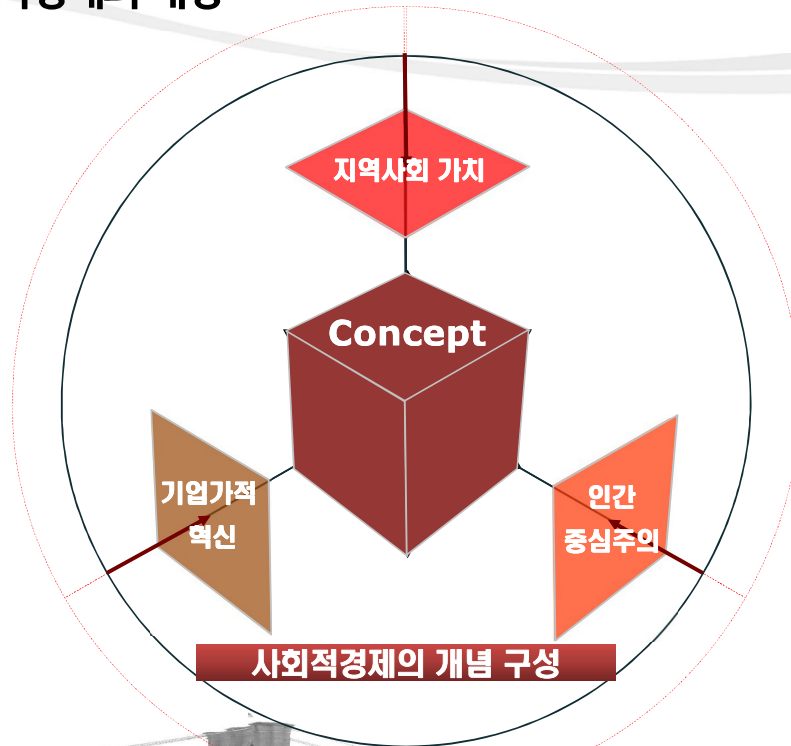 지역사회 가치
Concept
기업가적
혁신
인간
중심주의
사회적경제의 개념 구성